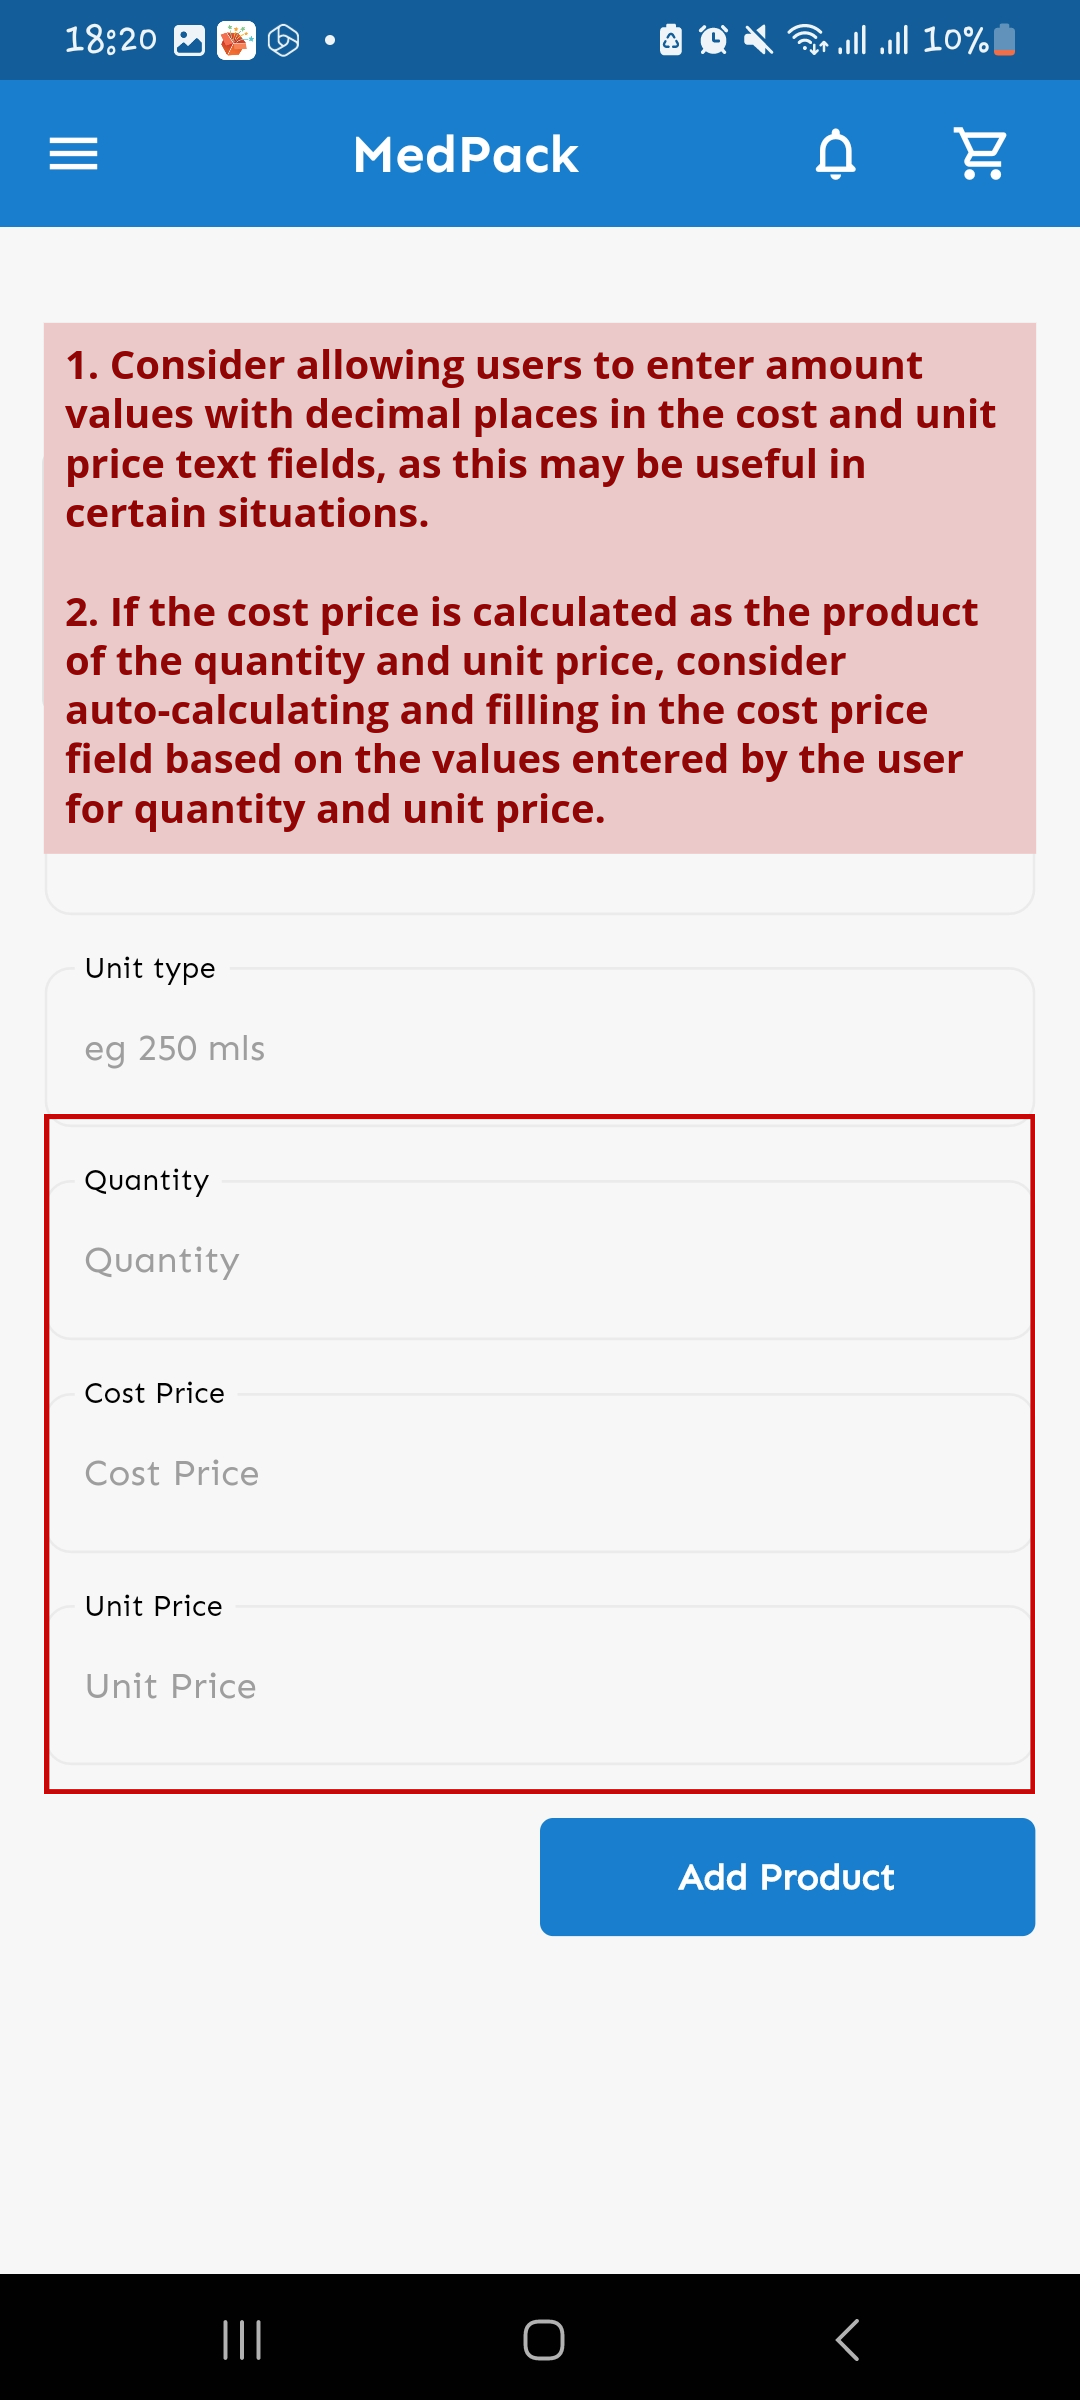 18:20
10%
MedPack
1. Consider allowing users to enter amount
values with decimal places in the cost and unit
price text fields, as this may be useful in
certain situations.
2. If the cost price is calculated as the product
of the quantity and unit price, consider
auto-calculating and filling in the cost price
field based on the values entered by the user
for quantity and unit price.
Unit type
eg 250 mls
Quantity
Quantity
Cost Price
Cost Price
Unit Price
Unit Price
Add Product